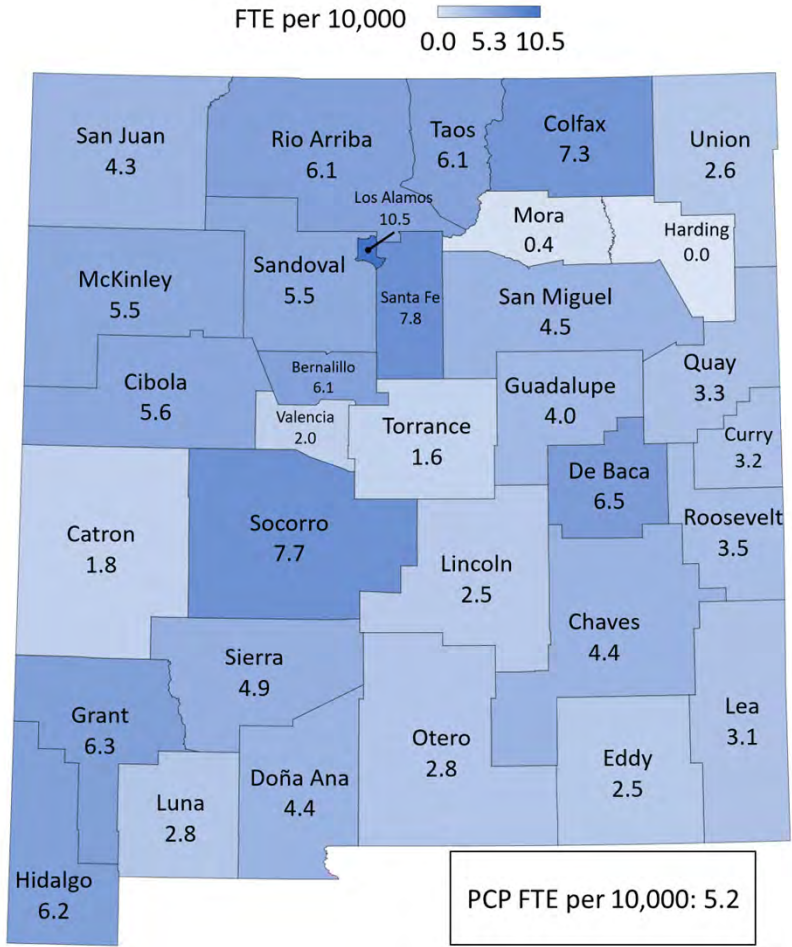 FTE per 10,000
0.0 5.3 10.5
San Juan
4.3
Rio Arriba
6.1
Taos
6.1
Colfax
7.3
Union
2.6
Los Alamos
10.5
Mora
0.4
Harding
0.0
McKinley
5.5
Sandoval
5.5
Santa Fe
7.8
San Miguel
4.5
Cibola
5.6
Bernalillo
6.1
Valencia
2.0
Torrance
1.6
Guadalupe
4.0
Quay
3.3
Curry
3.2
De Baca
6.5
Roosevelt
3.5
Catron
1.8
Socorro
7.7
Lincoln
2.5
Chaves
4.4
Sierra
4.9
Grant
6.3
Lea
3.1
Otero
2.8
Eddy
2.5
Doña Ana
4.4
Luna
2.8
Hidalgo
6.2
PCP FTE per 10,000: 5.2